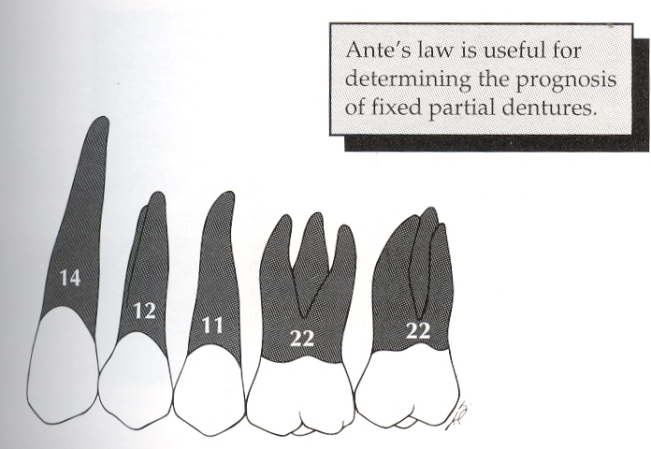 Ante's law is useful for
determining the prognosis
of fixed partial dentures.
14
12
11
22
22